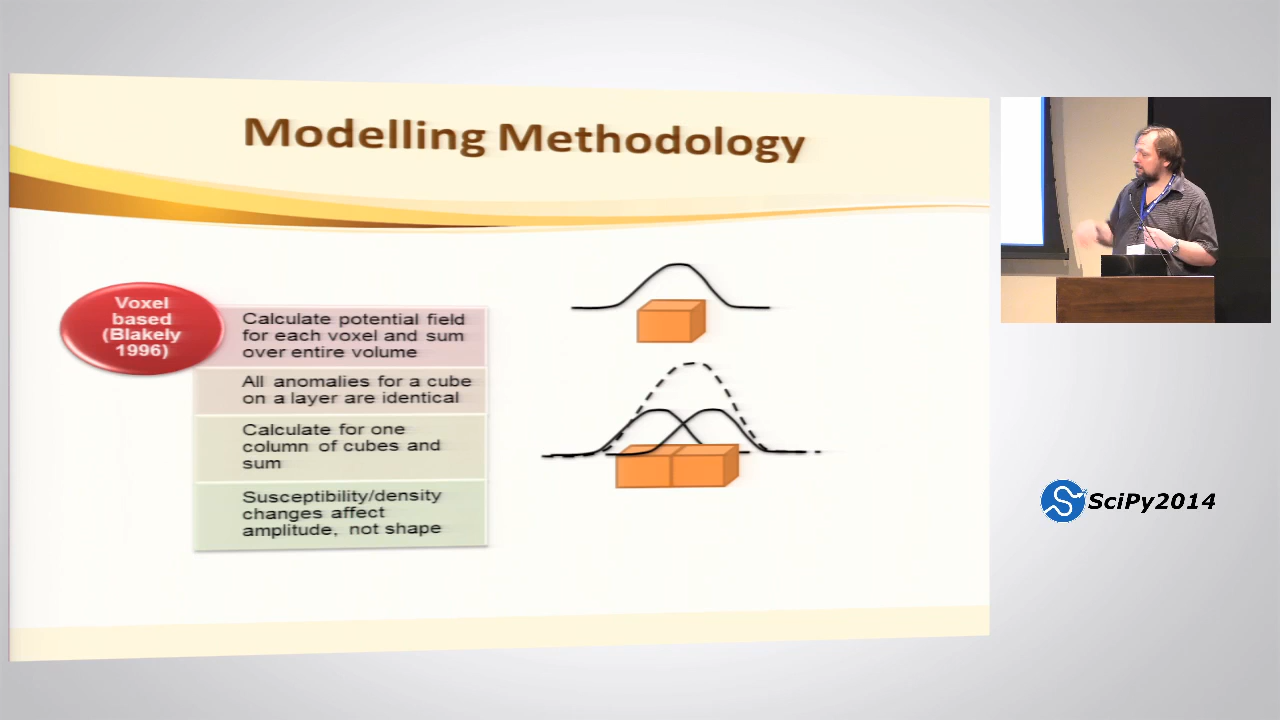 Modelling Methodology
Voxel
based
(Blakely
1996)
Calculate potential field
for each voxel and sum
over entire volume
All anomalies for a cube
on a layer are identical
Calculate for one
column of cubes and
sum
Susceptibility/density
changes affect
amplitude, not shape
SciPy2014